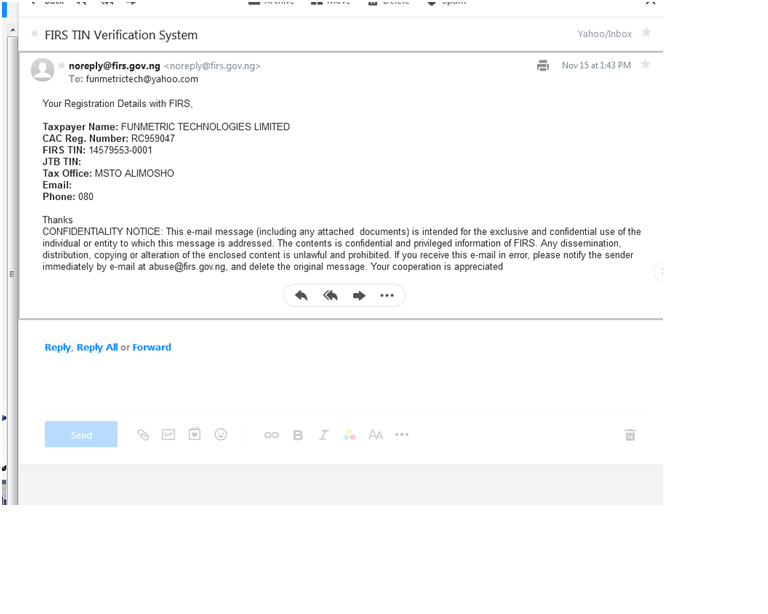 Back Archive Move Delete Spam
FIRS TIN Verification System Yahoo/Inbox
noreply@firs.gov.ng <noreply@firs.gov.ng> Nov 15 at 1:43 PM
To: funmetrictech@yahoo.com
Your Registration Details with FIRS,
Taxpayer Name: FUNMETRIC TECHNOLOGIES LIMITED
CAC Reg. Number: RC959047
FIRS TIN: 14579553-0001
JTB TIN:
Tax Office: MSTO ALIMOSHO
Email:
Phone: 080
Thanks
CONFIDENTIALITY NOTICE: This e-mail message (including any attached documents) is intended for the exclusive and confidential use of the
individual or entity to which this message is addressed. The contents is confidential and privileged information of FIRS. Any dissemination,
distribution, copying or alteration of the enclosed content is unlawful and prohibited. If you receive this e-mail in error, please notify the sender
immediately by e-mail at abuse@firs.gov.ng, and delete the original message. Your cooperation is appreciated
Reply, Reply All or Forward
Send GIF B I AA